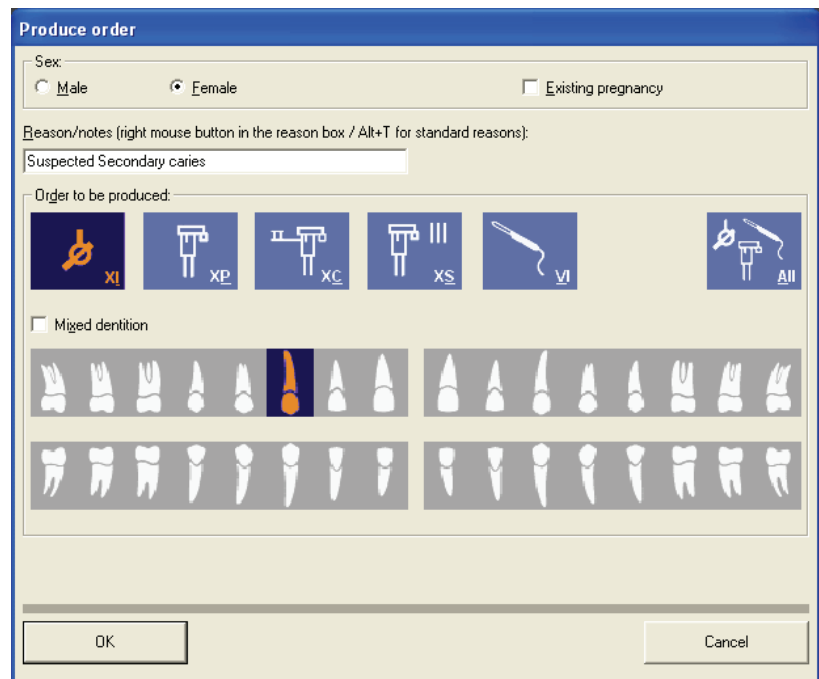 Produce order
Sex:
Male
Female
Existing pregnancy
Reason/notes (right mouse button in the reason box / Alt+T for standard reasons):
Suspected Secondary caries
Order to be produced:
XI
XP
XC
XS
VI
All
Mixed dentition
OK
Cancel